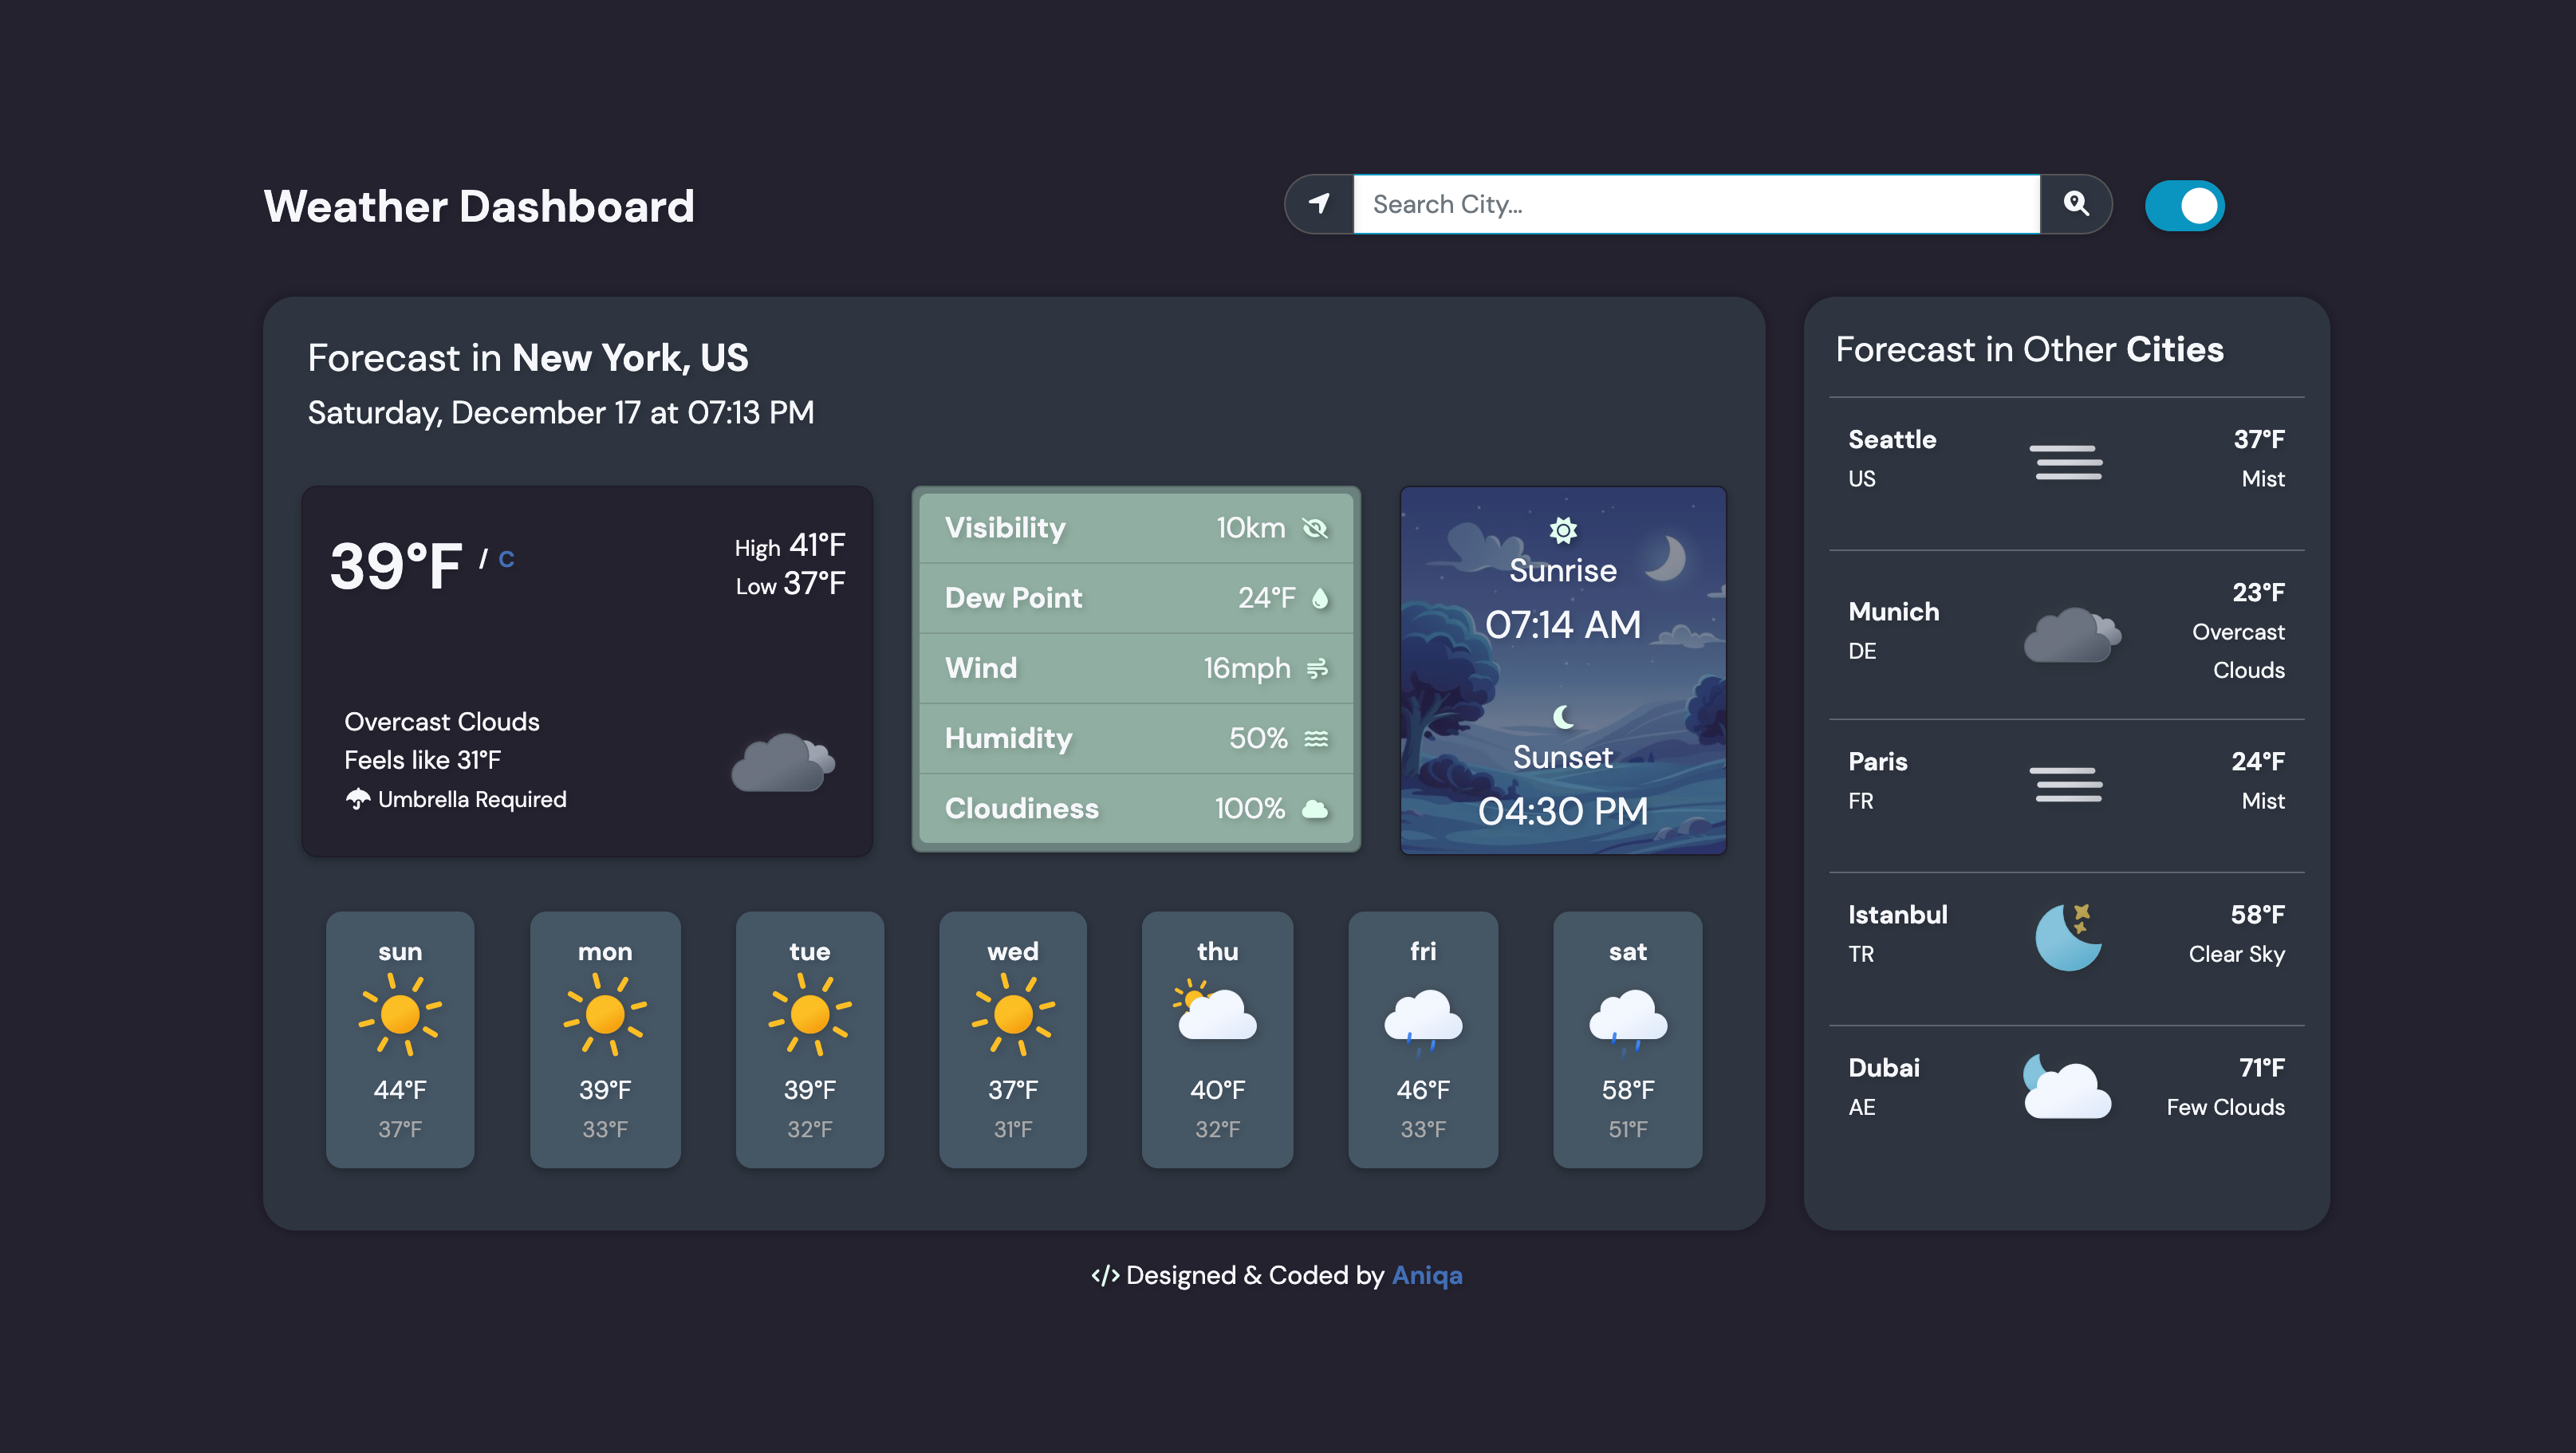 Weather Dashboard
Search City...
Forecast in New York, US
Saturday, December 17 at 07:13 PM
39°F / C
High 41°F
Low 37°F
Overcast Clouds
Feels like 31°F
Umbrella Required
Visibility 10km
Dew Point 24°F
Wind 16mph
Humidity 50%
Cloudiness 100%
Sunrise
07:14 AM
Sunset
04:30 PM
sun
44°F
37°F
mon
39°F
33°F
tue
39°F
32°F
wed
37°F
31°F
thu
40°F
32°F
fri
46°F
33°F
sat
58°F
51°F
Forecast in Other Cities
Seattle
US
37°F
Mist
Munich
DE
23°F
Overcast
Clouds
Paris
FR
24°F
Mist
Istanbul
TR
58°F
Clear Sky
Dubai
AE
71°F
Few Clouds
</> Designed & Coded by Aniqa